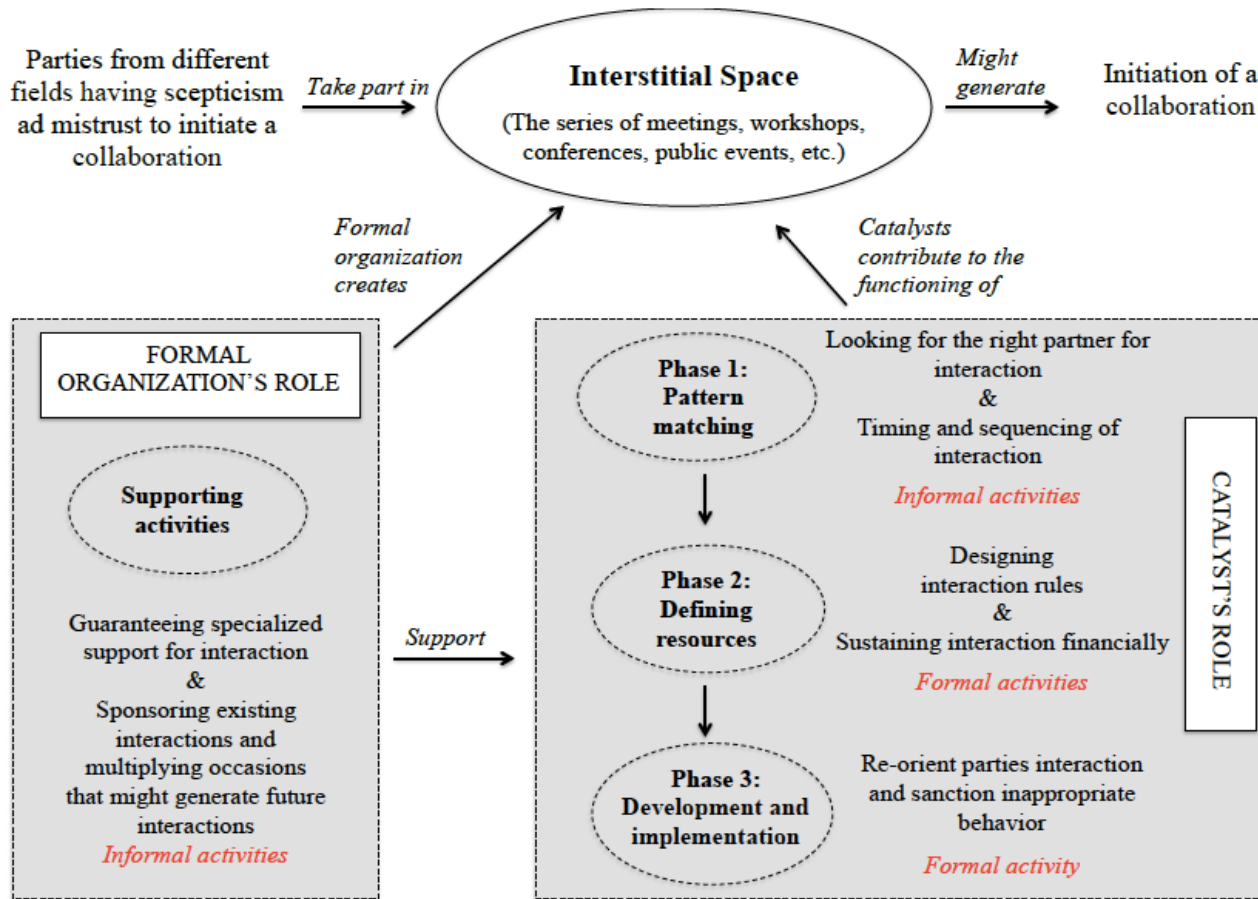 Parties from different
fields having scepticism
ad mistrust to initiate a
collaboration
Take part in
Interstitial Space
(The series of meetings, workshops,
conferences, public events, etc.)
Might
generate
Initiation of a
collaboration
Formal
organization
creates
Catalysts
contribute to the
functioning of
FORMAL
ORGANIZATION'S ROLE
Supporting
activities
Guaranteeing specialized
support for interaction
&
Sponsoring existing
interactions and
multiplying occasions
that might generate future
interactions
Informal activities
Support
Phase 1:
Pattern
matching
Looking for the right partner for
interaction
&
Timing and sequencing of
interaction
Informal activities
Phase 2:
Defining
resources
Designing
interaction rules
&
Sustaining interaction financially
Formal activities
Phase 3:
Development and
implementation
Re-orient parties interaction
and sanction inappropriate
behavior
Formal activity
CATALYST'S ROLE